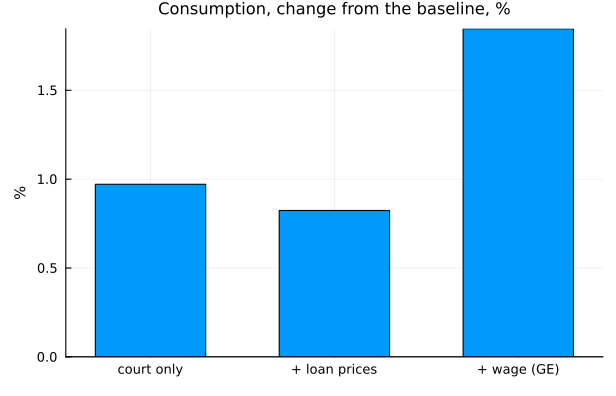 Consumption, change from the baseline, %
%
1.5
1.0
0.5
0.0
court only
+ loan prices
+ wage (GE)